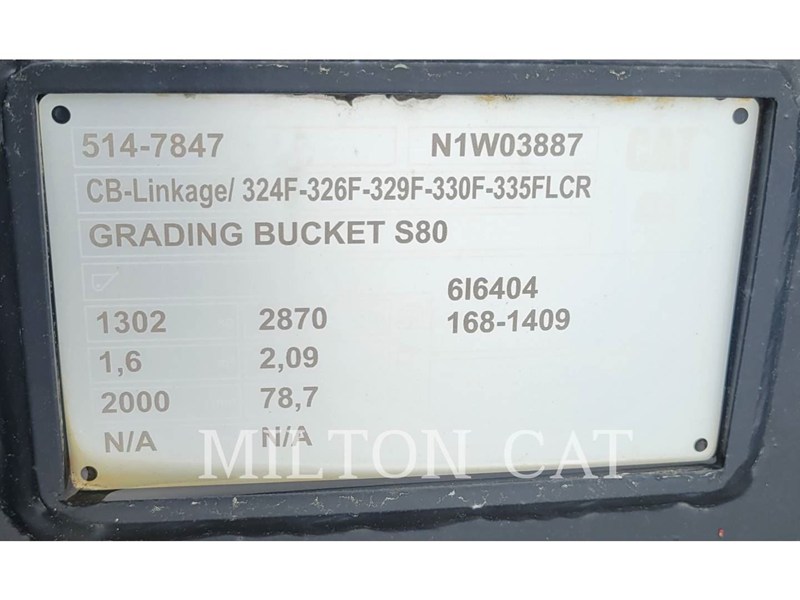 514-7847 N1W03887 CAT
CB-Linkage/ 324F-326F-329F-330F-335FLCR
GRADING BUCKET S80
6I6404
1302 2870 168-1409
1,6 2,09
2000 78,7
N/A N/A
MILTON CAT